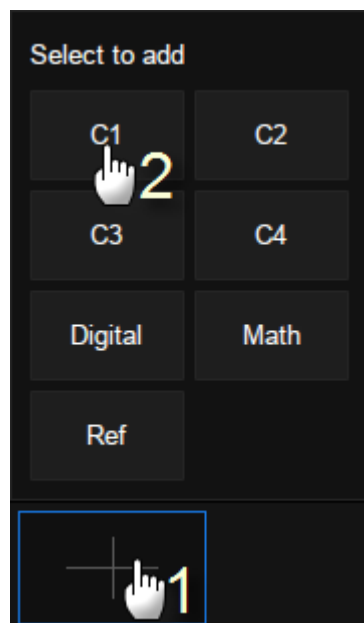 Select to add
C1 C2
2
C3 C4
Digital Math
Ref
1